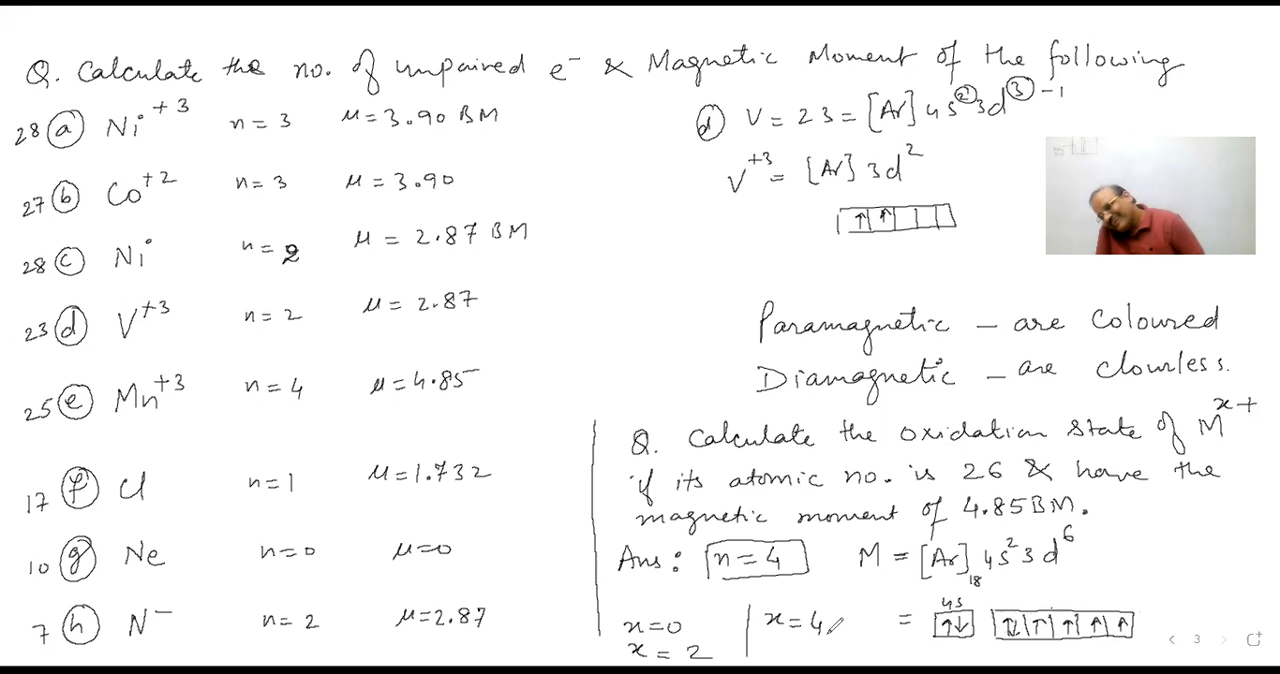 Q. Calculate the no. of unpaired e⁻ & Magnetic Moment of the following
28 (a) Ni⁺³ n = 3 μ = 3.90 BM
27 (b) Co⁺² n = 3 μ = 3.90
28 (c) Ni n = 2 μ = 2.87 BM
23 (d) V⁺³ n = 2 μ = 2.87
25 (e) Mn⁺³ n = 4 μ = 4.85
17 (f) Cl n = 1 μ = 1.732
10 (g) Ne n = 0 μ = 0
7 (h) N⁻ n = 2 μ = 2.87
(d) V = 23 = [Ar] 4s² 3d³⁻¹
V⁺³ = [Ar] 3d²
↑ ↑
Paramagnetic – are coloured
Diamagnetic – are clourless.
Q. Calculate the oxidation state of Mˣ⁺
if its atomic no. is 26 & have the
magnetic moment of 4.85 BM.
Ans: n = 4 M = [Ar]₁₈ 4s² 3d⁶
4s
= ↑↓ ↑↓ ↑ ↑ ↑ ↑
x = 0 x = 4
x = 2
3